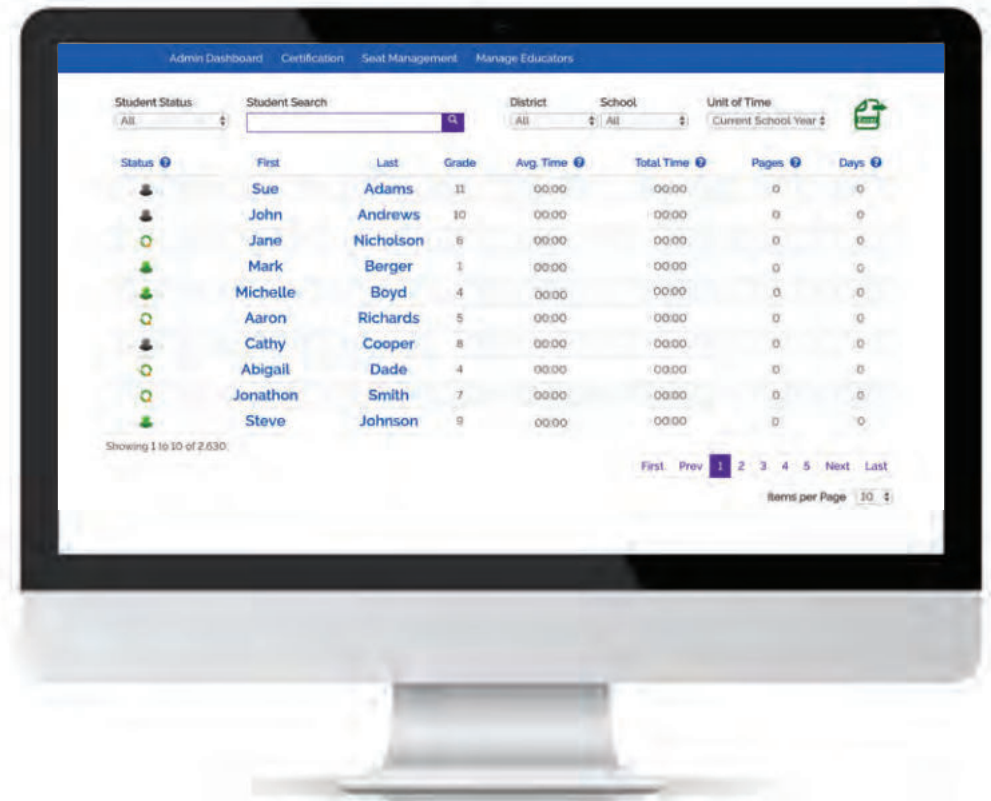 Admin Dashboard Certification Seat Management Manage Educators
Student Status Student Search District School Unit of Time
All All All Current School Year
Status First Last Grade Avg. Time Total Time Pages Days
Sue Adams 11 00:00 00:00 0 0
John Andrews 10 00:00 00:00 0 0
Jane Nicholson 6 00:00 00:00 0 0
Mark Berger 1 00:00 00:00 0 0
Michelle Boyd 4 00:00 00:00 0 0
Aaron Richards 5 00:00 00:00 0 0
Cathy Cooper 8 00:00 00:00 0 0
Abigail Dade 4 00:00 00:00 0 0
Jonathon Smith 7 00:00 00:00 0 0
Steve Johnson 9 00:00 00:00 0 0
Showing 1 to 10 of 2,630.
First Prev 1 2 3 4 5 Next Last
Items per Page 10